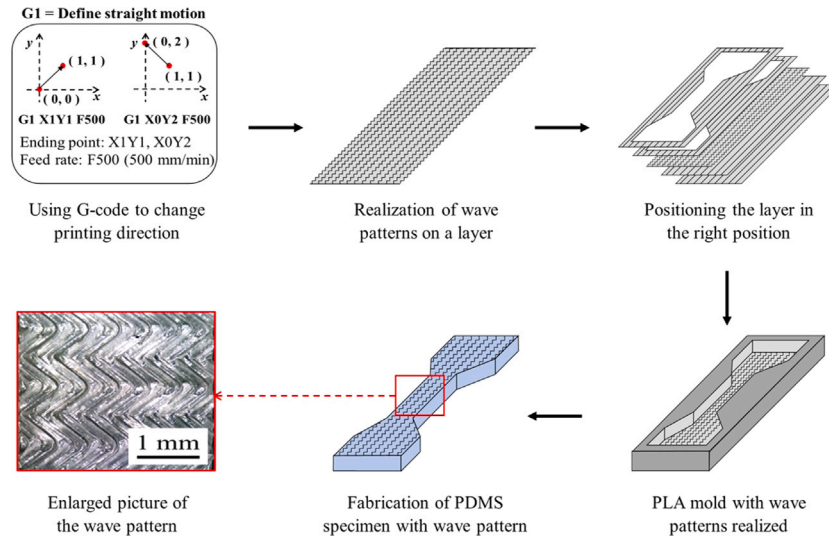 G1 = Define straight motion
y
( 1, 1 )
( 0, 0 )
x
G1 X1Y1 F500
y
( 0, 2 )
( 1, 1 )
x
G1 X0Y2 F500
Ending point: X1Y1, X0Y2
Feed rate: F500 (500 mm/min)
Using G-code to change
printing direction
Realization of wave
patterns on a layer
Positioning the layer in
the right position
1 mm
Enlarged picture of
the wave pattern
Fabrication of PDMS
specimen with wave pattern
PLA mold with wave
patterns realized